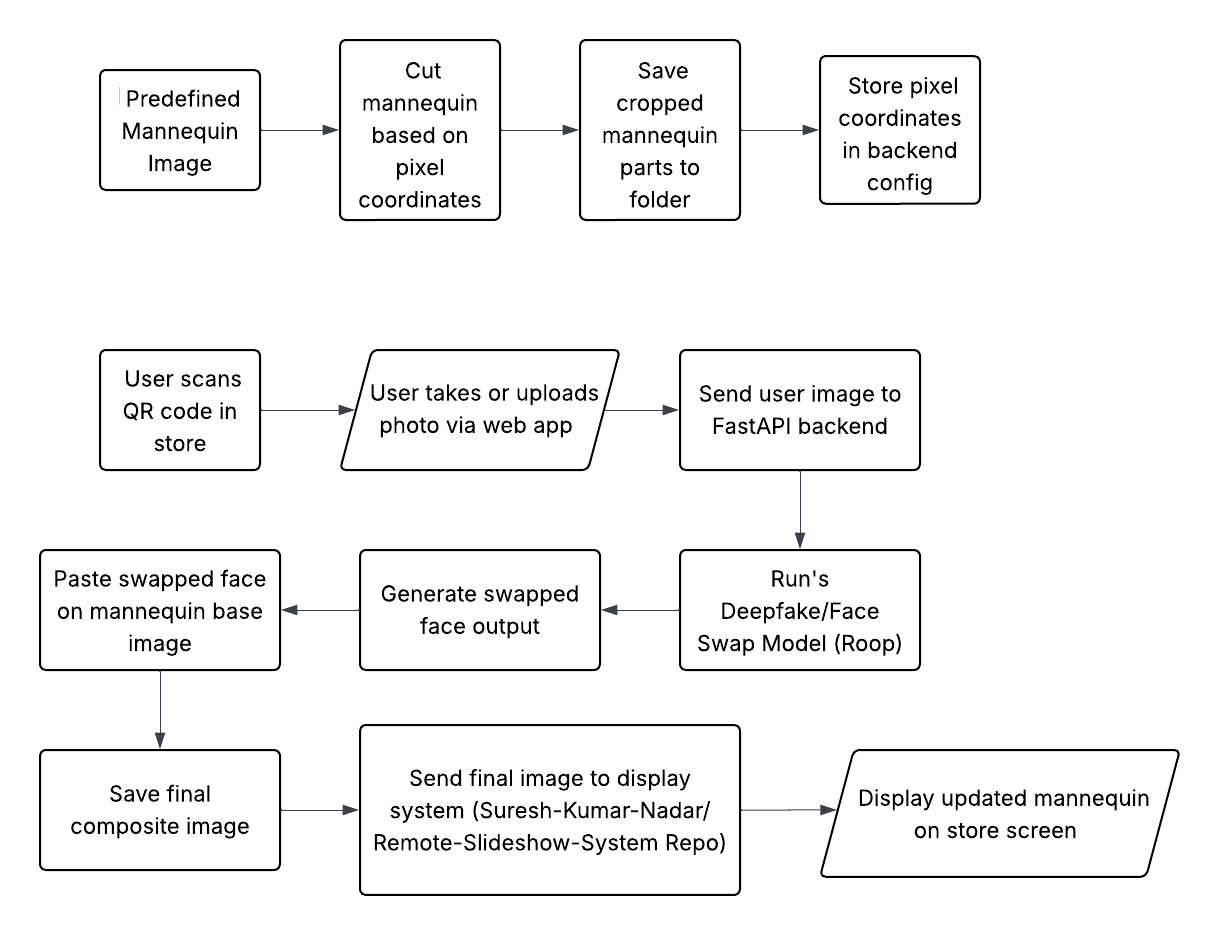 Predefined
Mannequin
Image
Cut
mannequin
based on
pixel
coordinates
Save
cropped
mannequin
parts to
folder
Store pixel
coordinates
in backend
config
User scans
QR code in
store
User takes or uploads
photo via web app
Send user image to
FastAPI backend
Run's
Deepfake/Face
Swap Model (Roop)
Generate swapped
face output
Paste swapped face
on mannequin base
image
Save final
composite image
Send final image to display
system (Suresh-Kumar-Nadar/
Remote-Slideshow-System Repo)
Display updated mannequin
on store screen